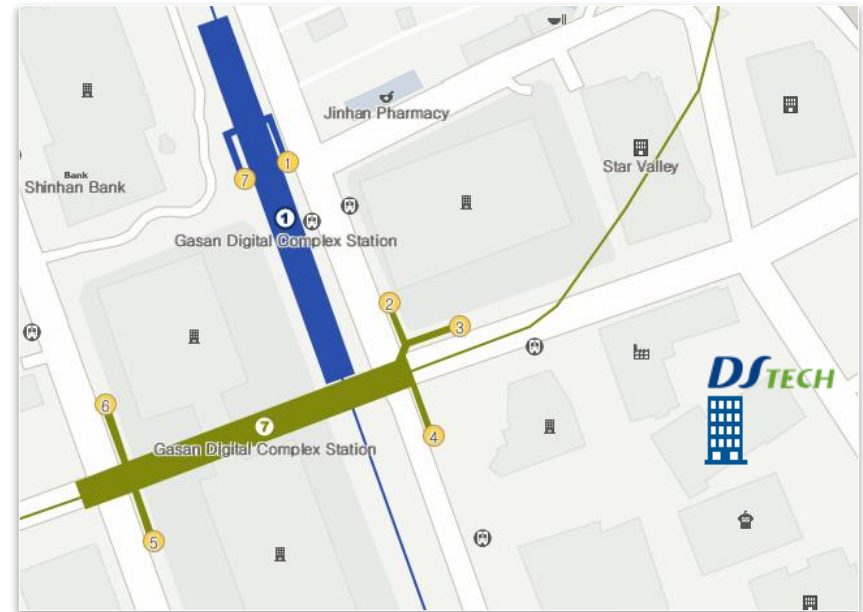 Jinhan Pharmacy
Star Valley
Bank
Shinhan Bank
1
7
1
Gasan Digital Complex Station
2
3
DSTECH
6
7
Gasan Digital Complex Station
4
5